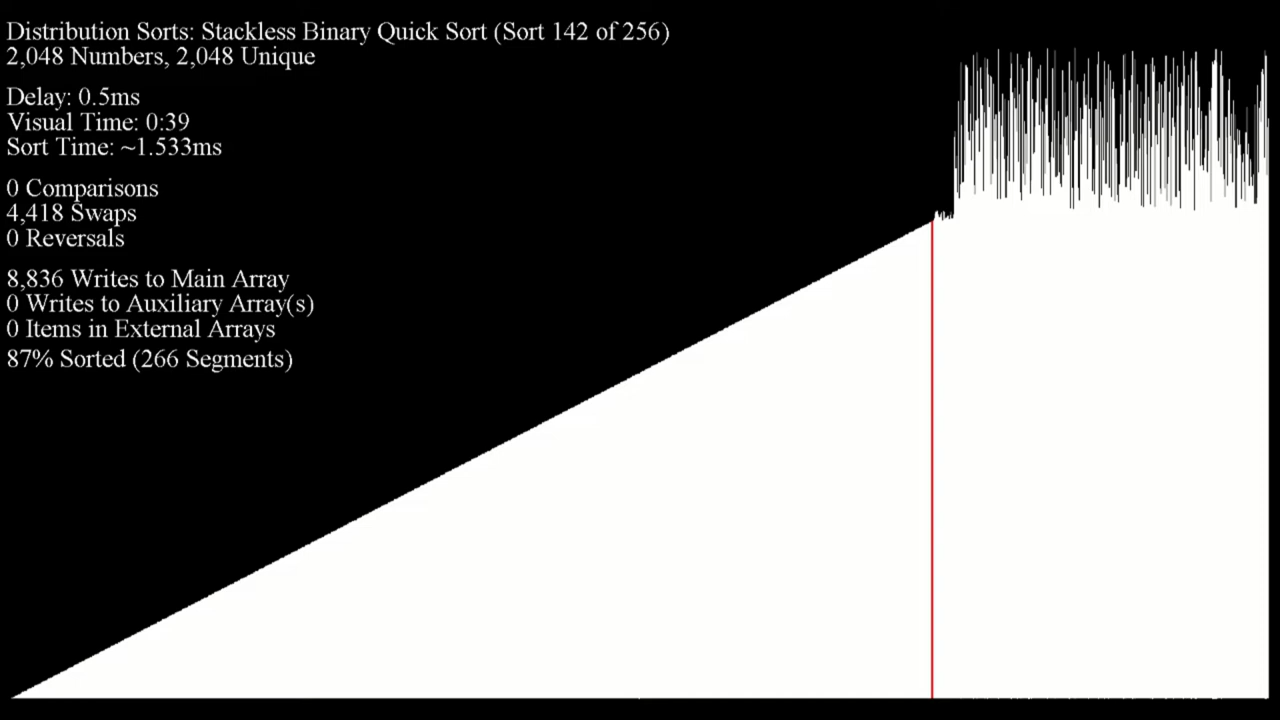 Distribution Sorts: Stackless Binary Quick Sort (Sort 142 of 256)
2,048 Numbers, 2,048 Unique
Delay: 0.5ms
Visual Time: 0:39
Sort Time: ~1.533ms
0 Comparisons
4,418 Swaps
0 Reversals
8,836 Writes to Main Array
0 Writes to Auxiliary Array(s)
0 Items in External Arrays
87% Sorted (266 Segments)